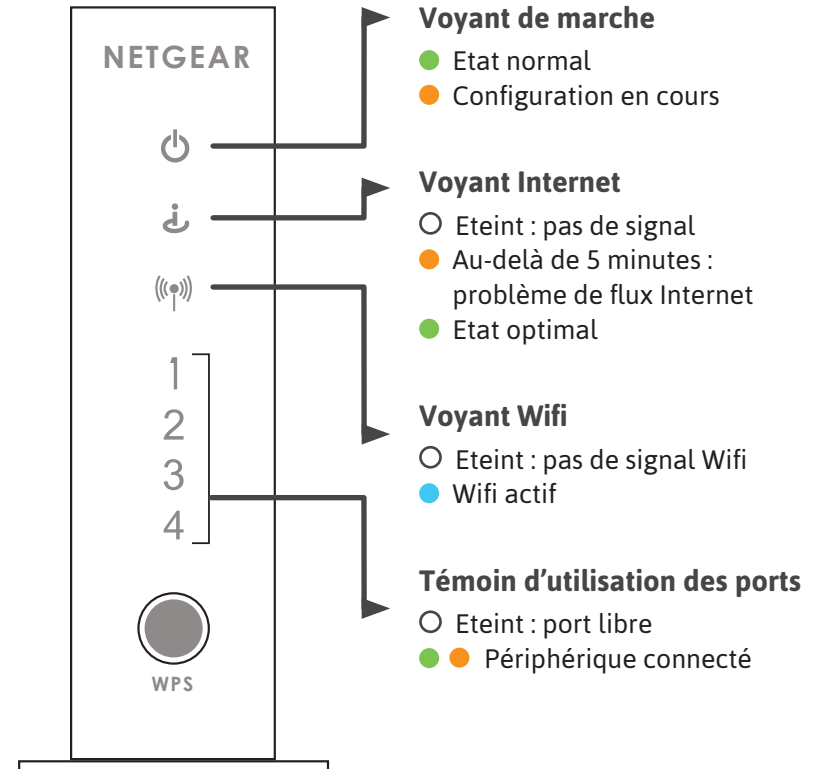 NETGEAR
1
2
3
4
WPS
Voyant de marche
Etat normal
Configuration en cours
Voyant Internet
Eteint : pas de signal
Au-delà de 5 minutes :
problème de flux Internet
Etat optimal
Voyant Wifi
Eteint : pas de signal Wifi
Wifi actif
Témoin d’utilisation des ports
Eteint : port libre
Périphérique connecté